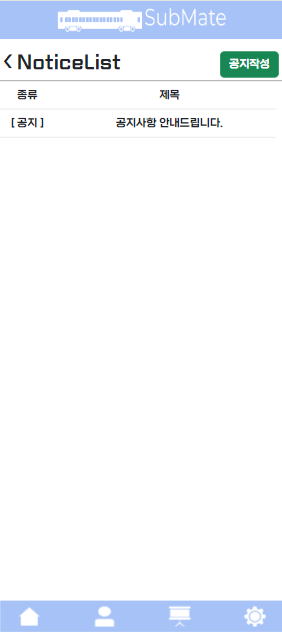 SubMate
NoticeList
공지작성
종류 제목
[ 공지 ] 공지사항 안내드립니다.